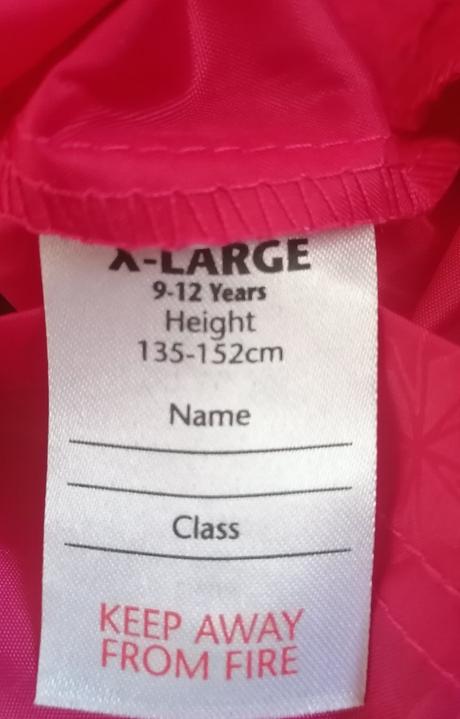 X-LARGE
9-12 Years
Height
135-152cm
Name
Class
KEEP AWAY
FROM FIRE